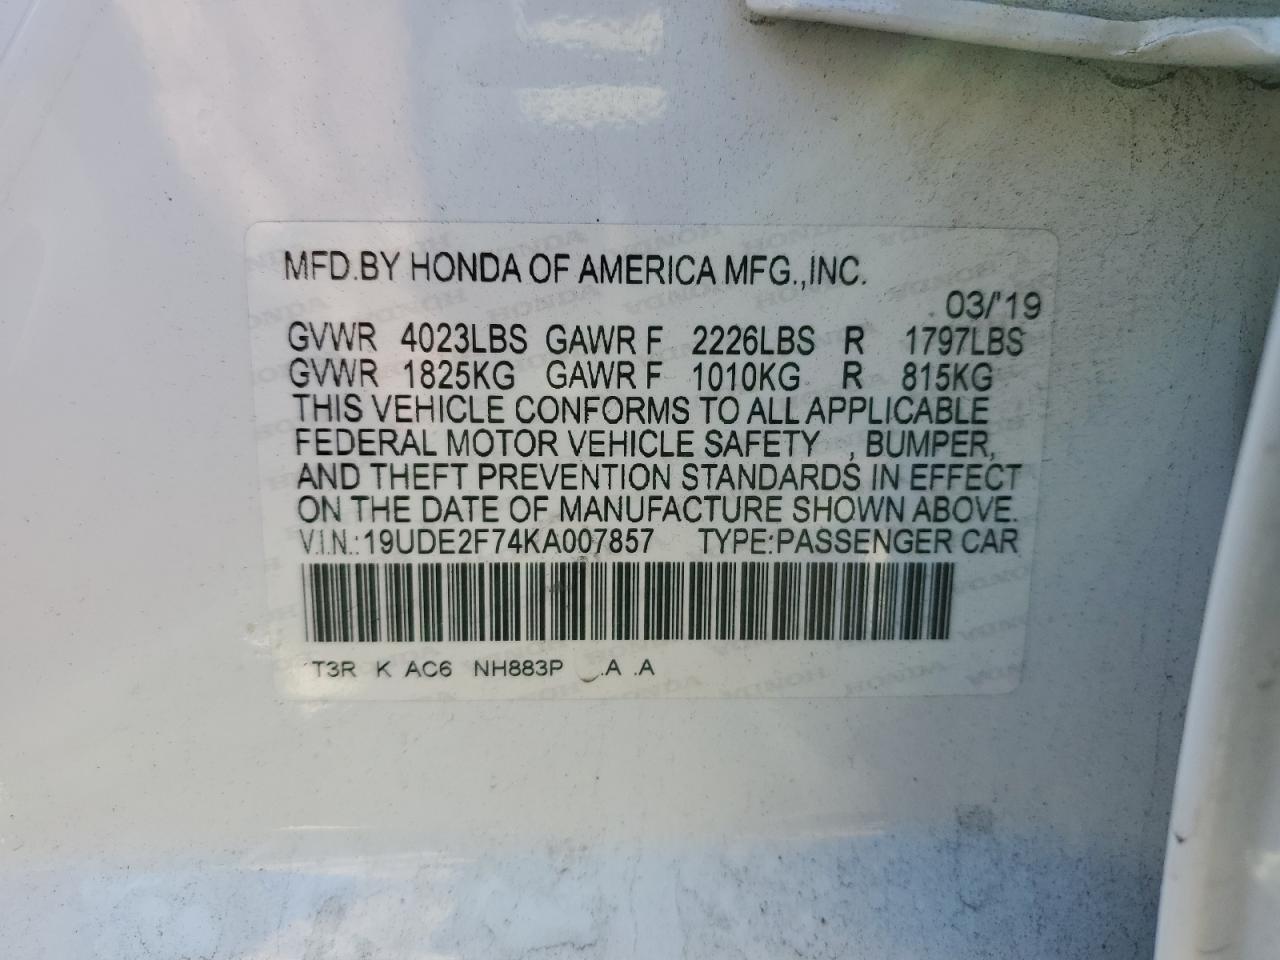 MFD.BY HONDA OF AMERICA MFG.,INC.
03/'19
GVWR 4023LBS GAWR F 2226LBS R 1797LBS
GVWR 1825KG GAWR F 1010KG R 815KG
THIS VEHICLE CONFORMS TO ALL APPLICABLE
FEDERAL MOTOR VEHICLE SAFETY , BUMPER,
AND THEFT PREVENTION STANDARDS IN EFFECT
ON THE DATE OF MANUFACTURE SHOWN ABOVE.
V.I.N.:19UDE2F74KA007857 TYPE:PASSENGER CAR
T3R K AC6 NH883P .A .A